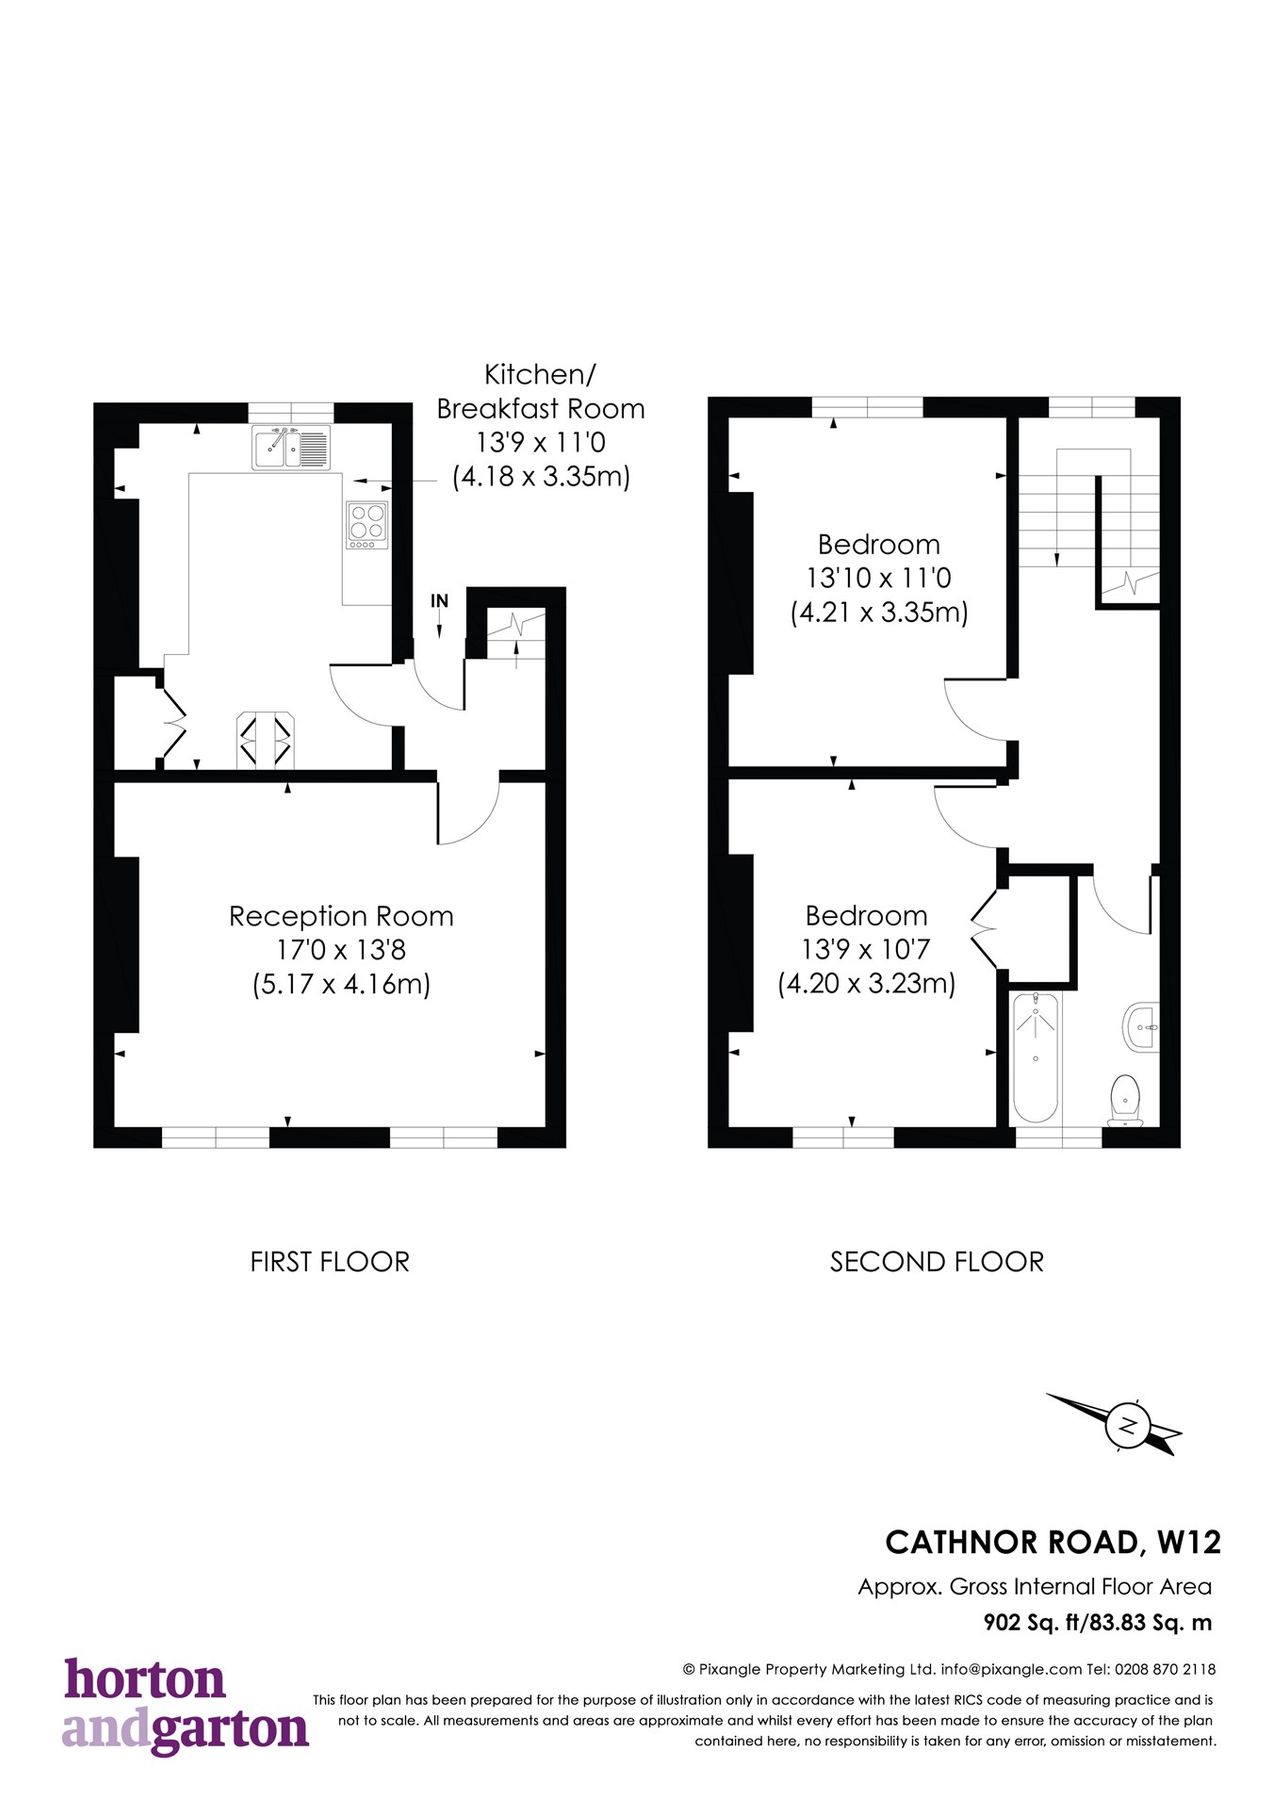 Kitchen/
Breakfast Room
13'9 x 11'0
(4.18 x 3.35m)
IN
Reception Room
17'0 x 13'8
(5.17 x 4.16m)
FIRST FLOOR
Bedroom
13'10 x 11'0
(4.21 x 3.35m)
Bedroom
13'9 x 10'7
(4.20 x 3.23m)
SECOND FLOOR
N
CATHNOR ROAD, W12
Approx. Gross Internal Floor Area
902 Sq. ft/83.83 Sq. m
© Pixangle Property Marketing Ltd. info@pixangle.com Tel: 0208 870 2118
This floor plan has been prepared for the purpose of illustration only in accordance with the latest RICS code of measuring practice and is
not to scale. All measurements and areas are approximate and whilst every effort has been made to ensure the accuracy of the plan
contained here, no responsibility is taken for any error, omission or misstatement.
horton
andgarton